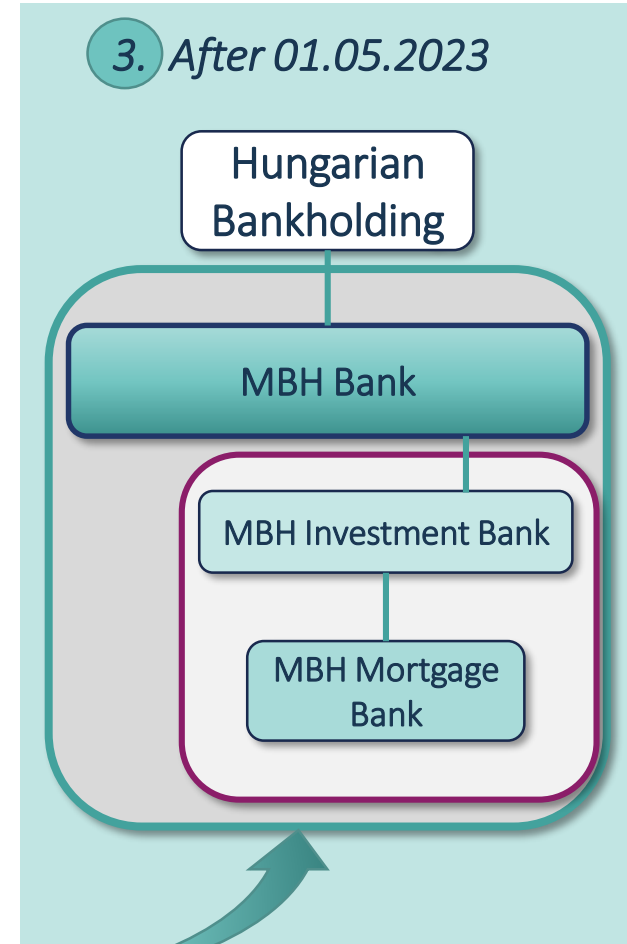 3. After 01.05.2023
Hungarian
Bankholding
MBH Bank
MBH Investment Bank
MBH Mortgage
Bank